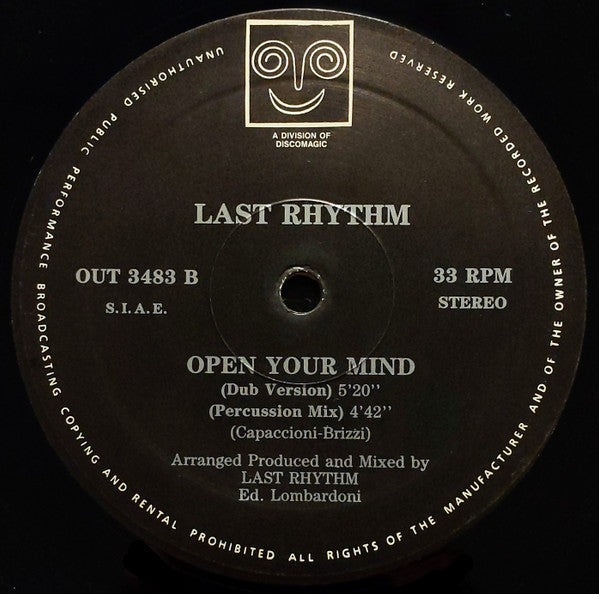 A DIVISION OF
DISCOMAGIC
LAST RHYTHM
OUT 3483 B
S.I.A.E.
33 RPM
STEREO
OPEN YOUR MIND
(Dub Version) 5'20''
(Percussion Mix) 4'42''
(Capaccioni-Brizzi)
Arranged Produced and Mixed by
LAST RHYTHM
Ed. Lombardoni
UNAUTHORISED PUBLIC PERFORMANCE BROADCASTING COPYING AND RENTAL PROHIBITED ALL RIGHTS OF THE MANUFACTURER AND OF THE OWNER OF THE RECORDED WORK RESERVED